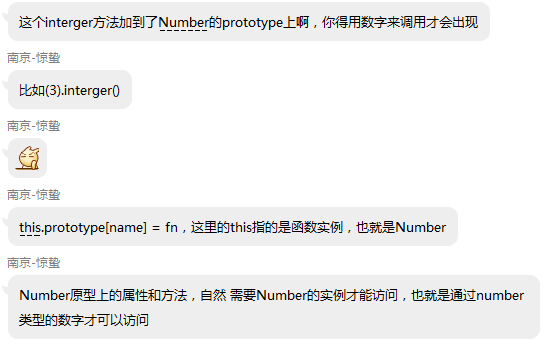 这个interger方法加到了Number的prototype上啊，你得用数字来调用才会出现
南京-惊蛰
比如(3).interger()
南京-惊蛰
南京-惊蛰
this.prototype[name] = fn，这里的this指的是函数实例，也就是Number
南京-惊蛰
Number原型上的属性和方法，自然 需要Number的实例才能访问，也就是通过number
类型的数字才可以访问